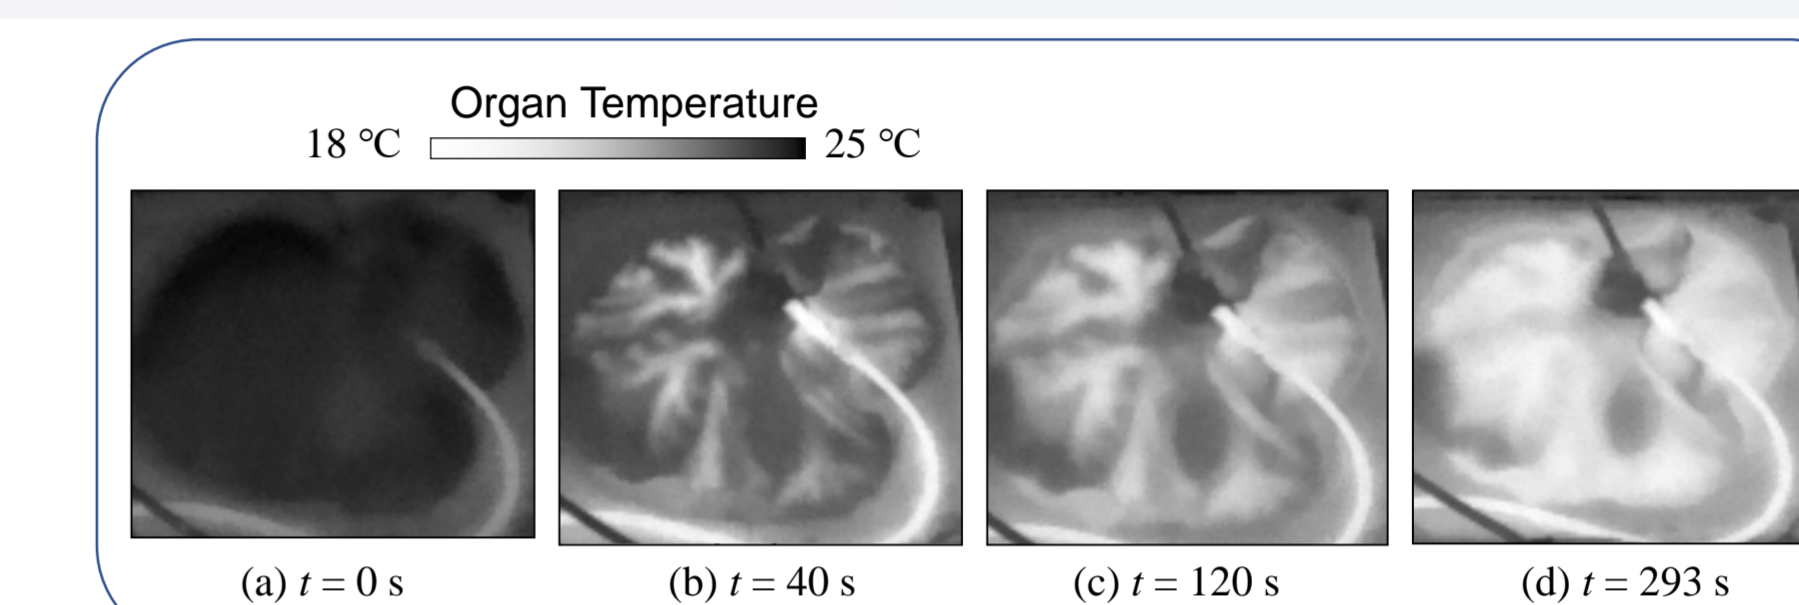 Organ Temperature
18 °C 25 °C
(a) t = 0 s (b) t = 40 s (c) t = 120 s (d) t = 293 s